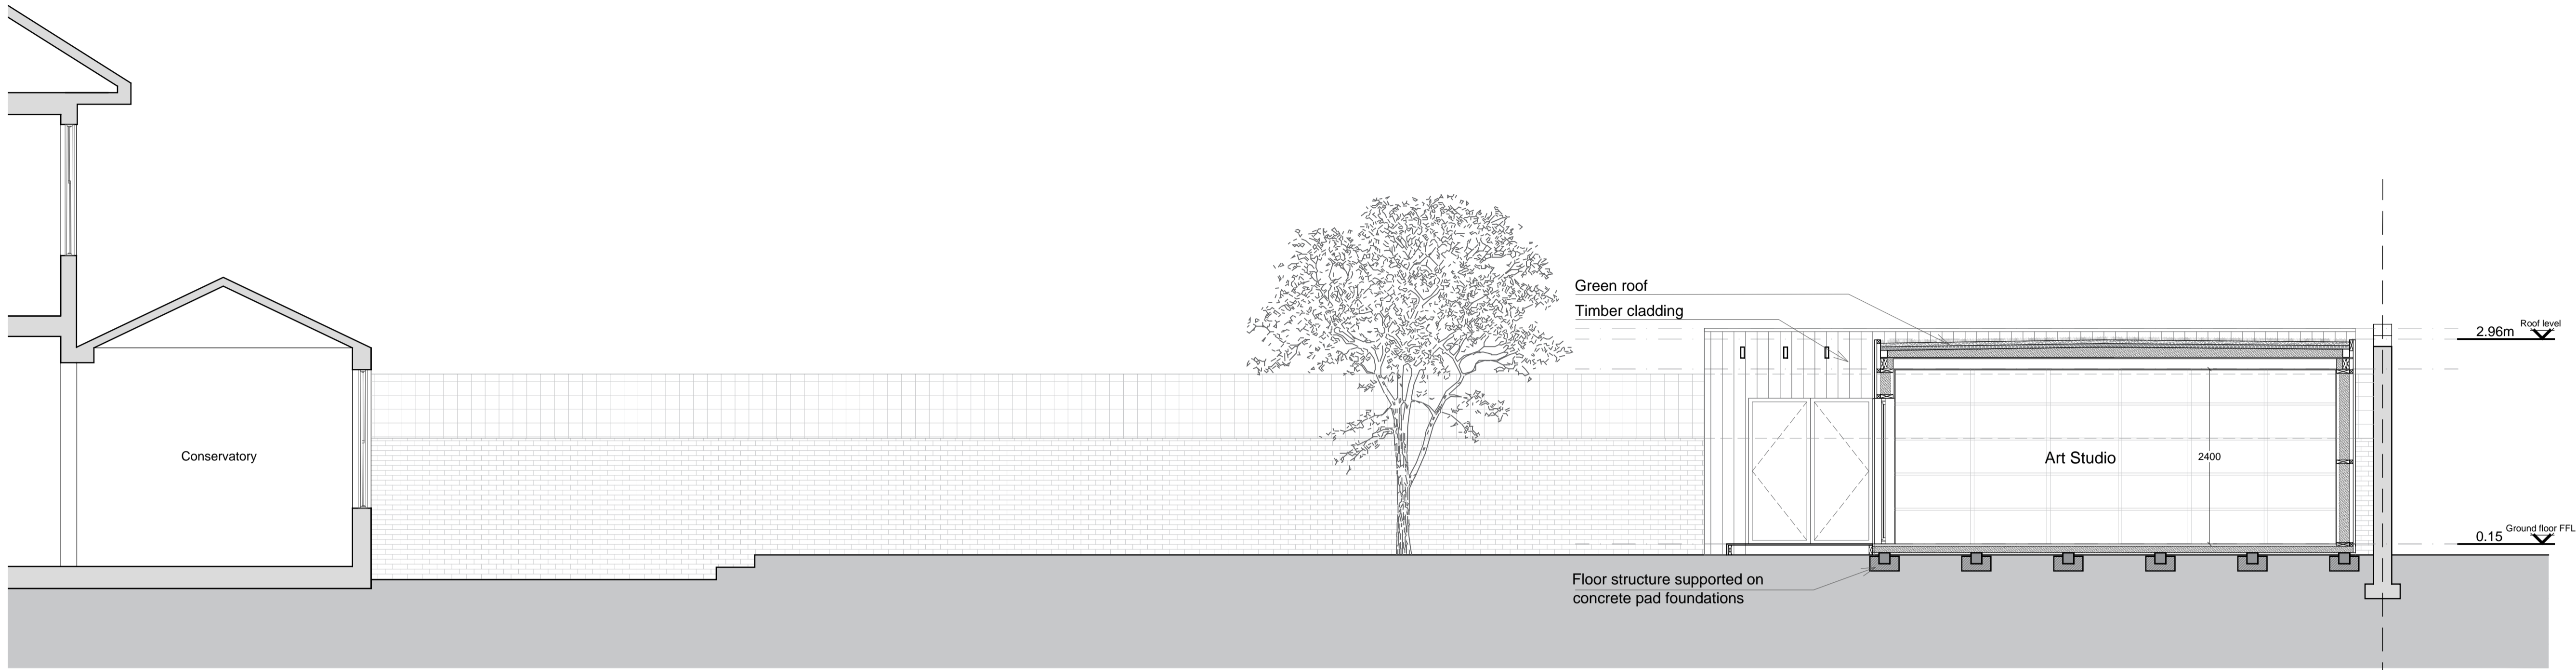 Green roof
Timber cladding
2.96m
Roof level
Conservatory
Art Studio
2400
0.15
Ground floor FFL
Floor structure supported on
concrete pad foundations